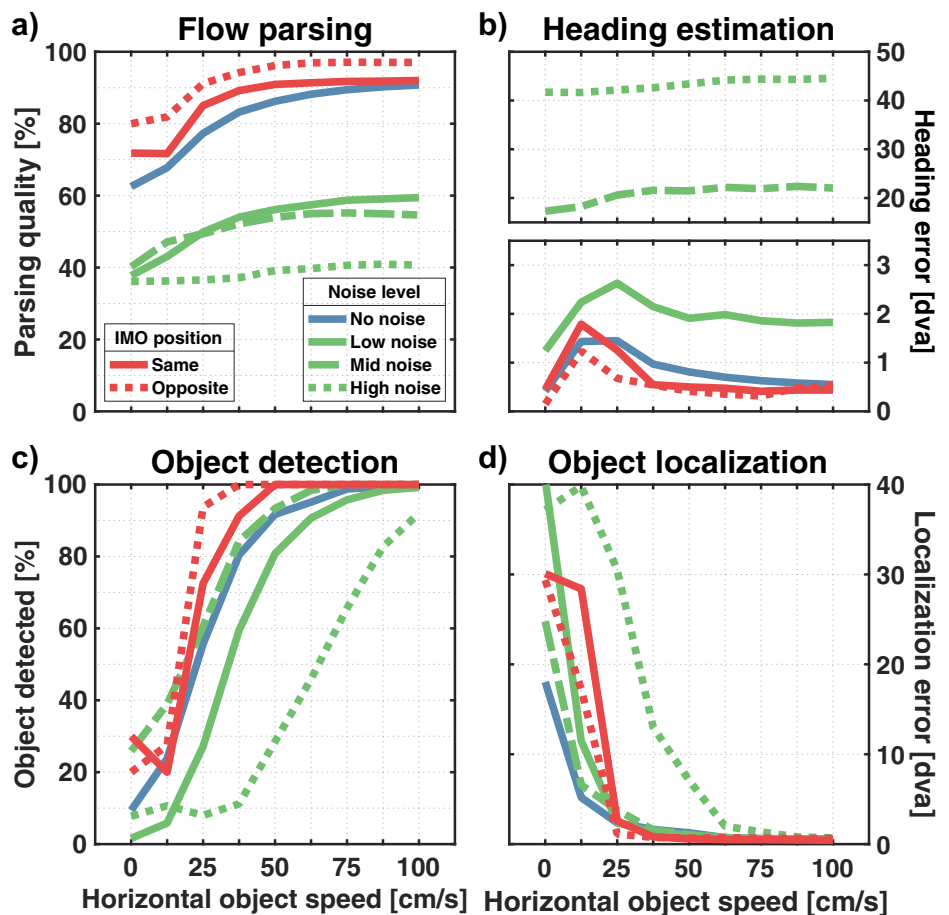 a) Flow parsing
b) Heading estimation
Parsing quality [%]
100
80
60
40
20
0
IMO position
Same
Opposite
Noise level
No noise
Low noise
Mid noise
High noise
50
40
30
20
3
2
1
0
Heading error [dva]
c) Object detection
d) Object localization
Object detected [%]
100
80
60
40
20
0
0 25 50 75 100
Horizontal object speed [cm/s]
40
30
20
10
0
Localization error [dva]
0 25 50 75 100
Horizontal object speed [cm/s]